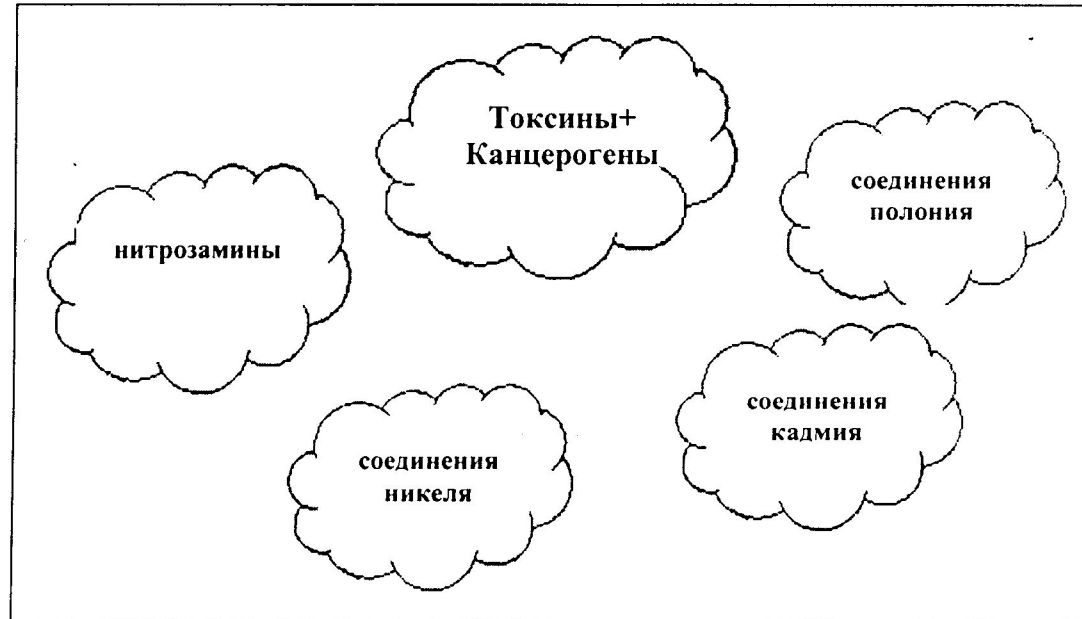 Токсины+
Канцерогены
соединения
полония
нитрозамины
соединения
кадмия
соединения
никеля